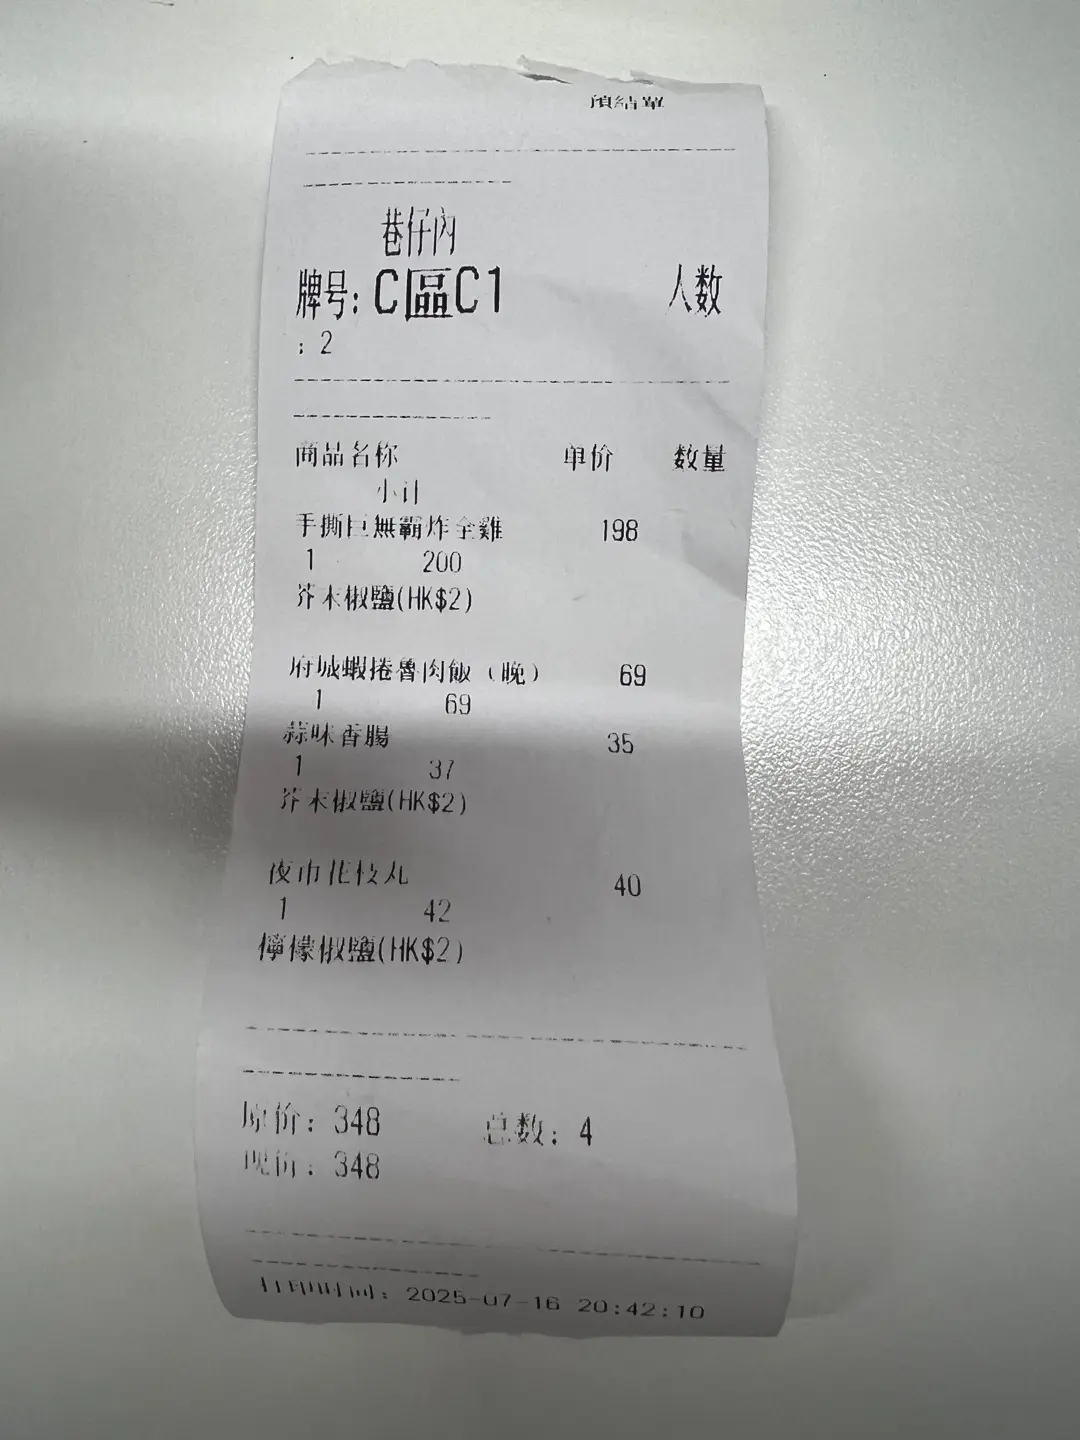 預结單
巷仔內
牌号: C區C1 人数
: 2
商品名称 单价 数量
小计
手撕巨無霸炸全雞 198
1 200
芥末椒鹽(HK$2)
府城蝦捲魯肉飯（晚） 69
1 69
蒜味香腸 35
1 37
芥末椒鹽(HK$2)
夜市花枝丸 40
1 42
檸檬椒鹽(HK$2)
原价: 348 总数: 4
现价: 348
打印时间: 2025-07-16 20:42:10